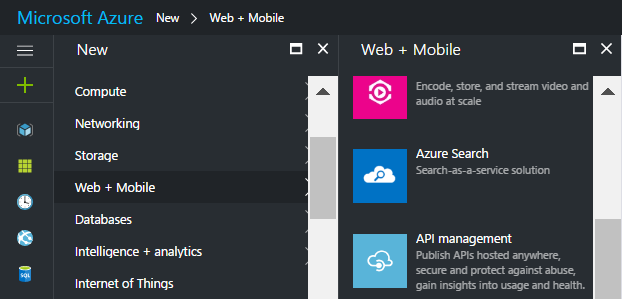 Microsoft Azure New > Web + Mobile
New
Compute
Networking
Storage
Web + Mobile
Databases
Intelligence + analytics
Internet of Things
Web + Mobile
Encode, store, and stream video and
audio at scale
Azure Search
Search-as-a-service solution
API management
Publish APIs hosted anywhere,
secure and protect against abuse,
gain insights into usage and health.
SQL